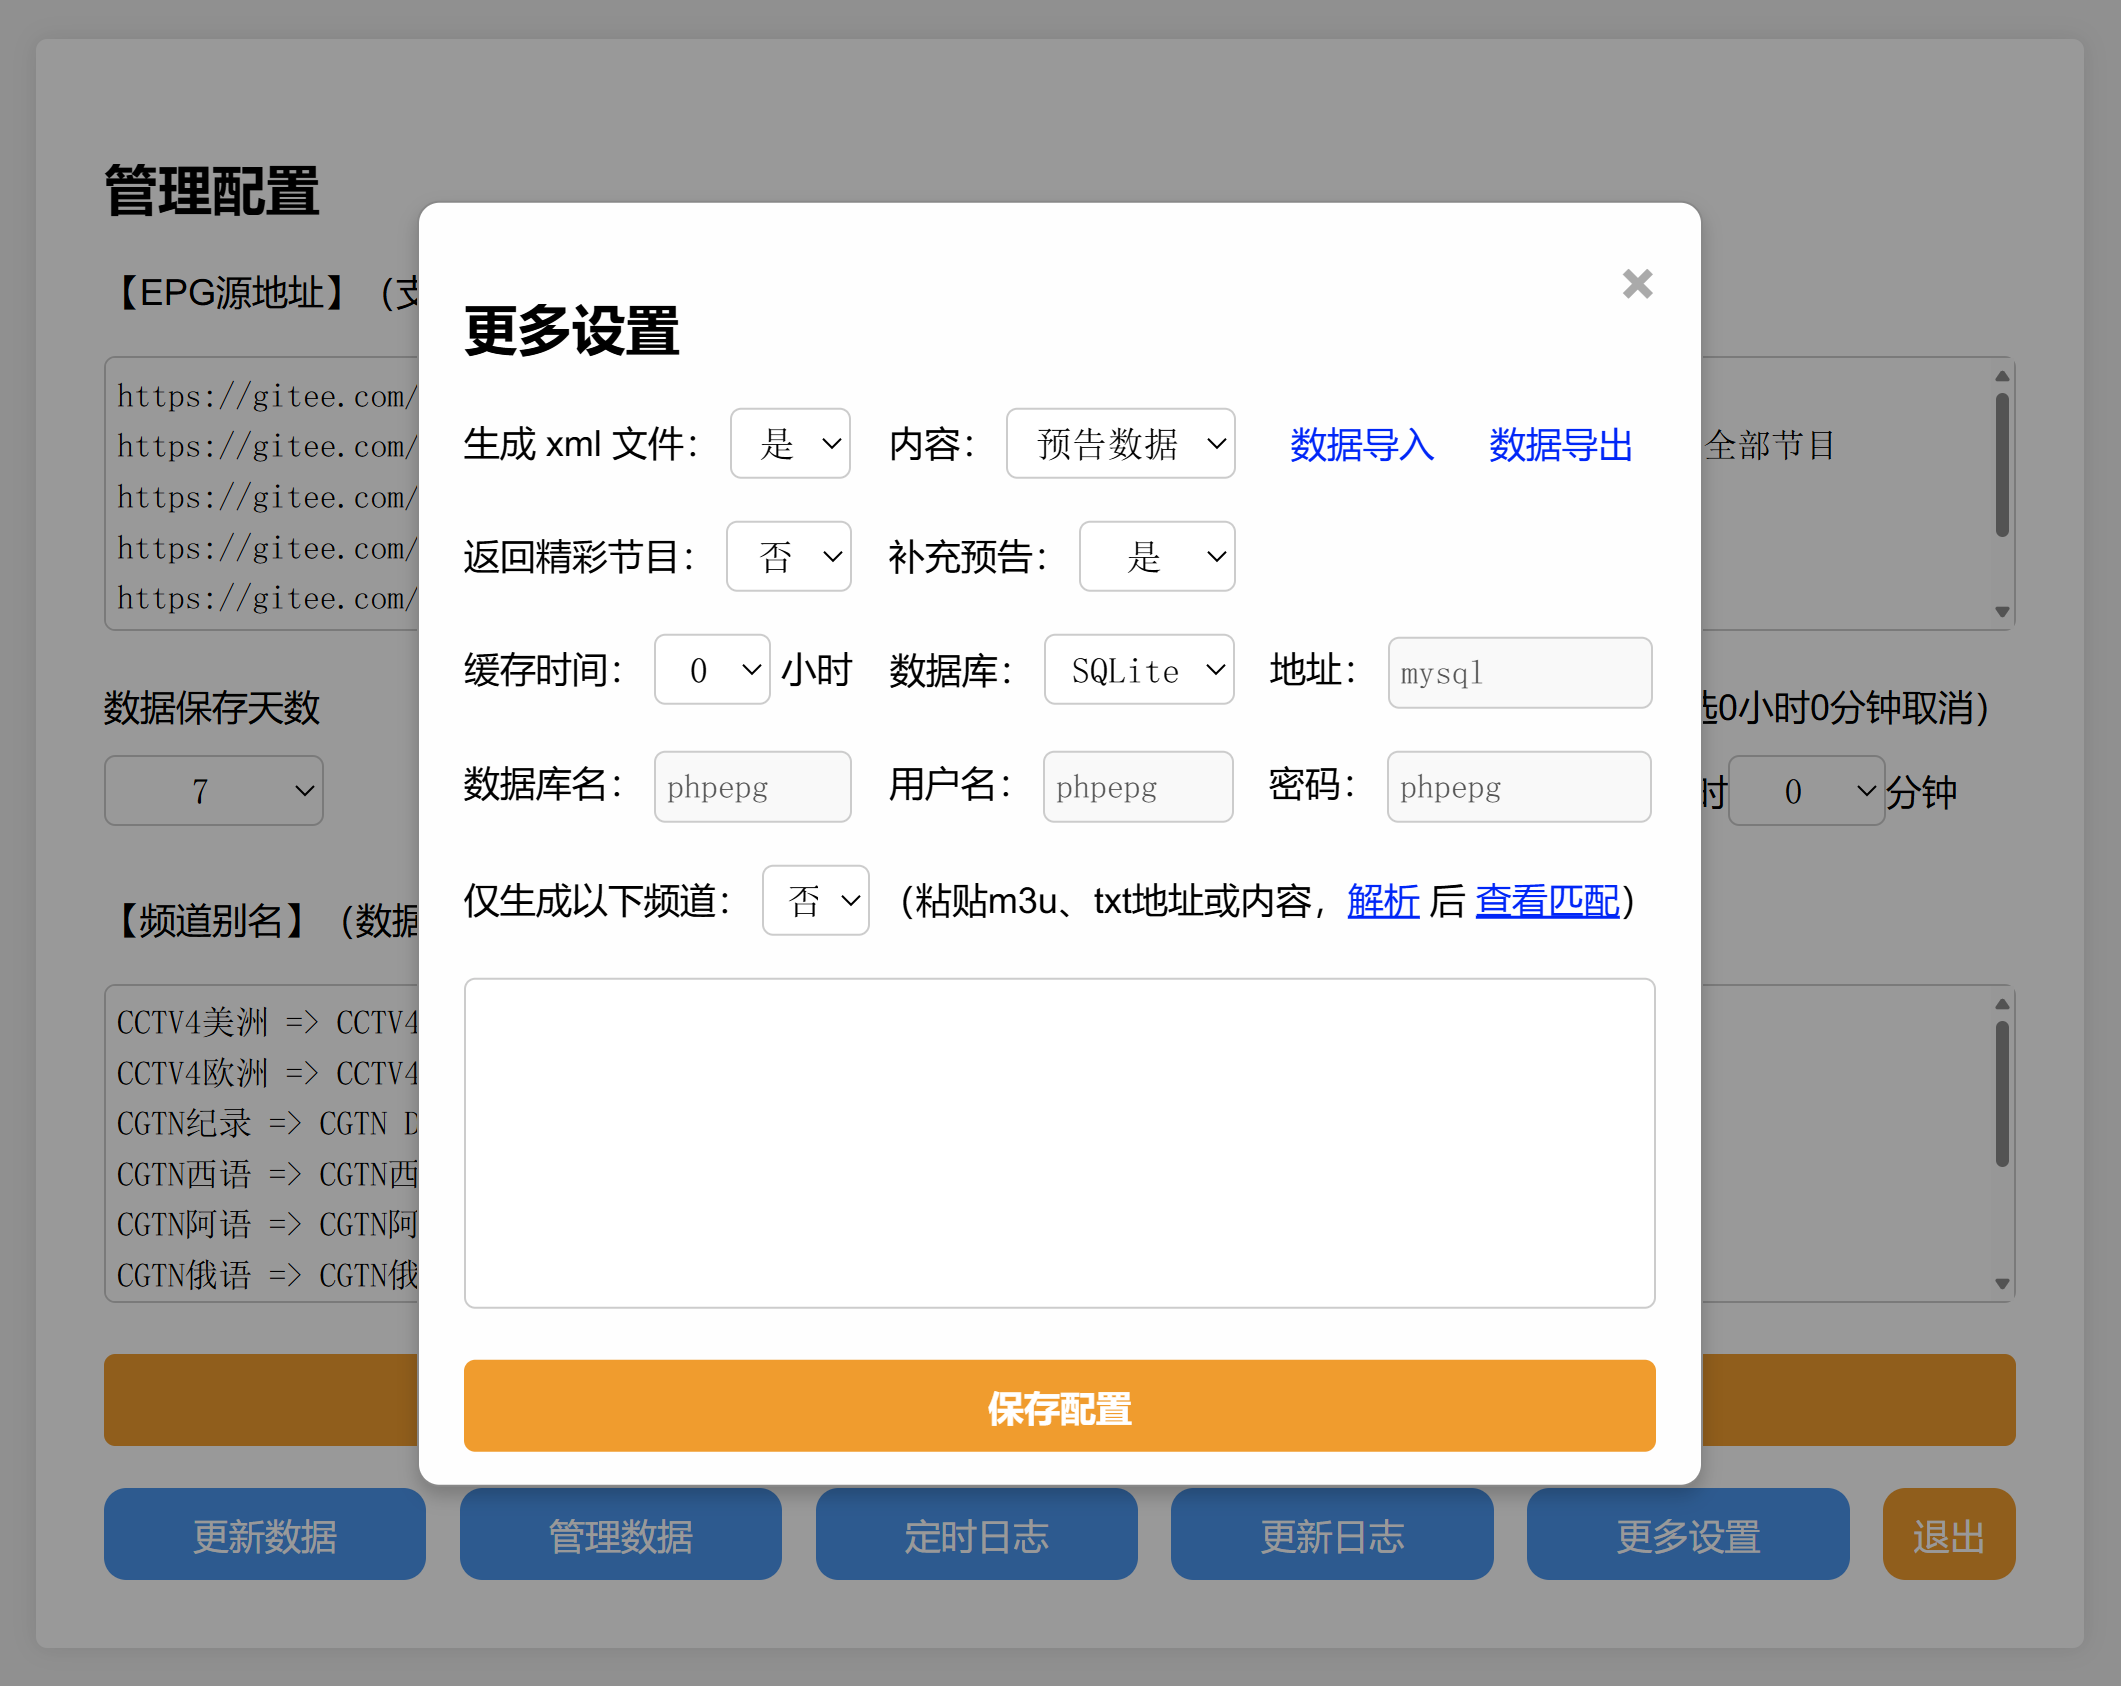 管理配置
【EPG源地址】（支
https://gitee.com/
https://gitee.com/
全部节目
https://gitee.com/
https://gitee.com/
https://gitee.com/
数据保存天数
选0小时0分钟取消）
7
时 0 分钟
【频道别名】（数据
CCTV4美洲 => CCTV4
CCTV4欧洲 => CCTV4
CGTN纪录 => CGTN D
CGTN西语 => CGTN西
CGTN阿语 => CGTN阿
CGTN俄语 => CGTN俄
更多设置
生成 xml 文件： 是 内容： 预告数据 数据导入 数据导出
返回精彩节目： 否 补充预告： 是
缓存时间： 0 小时 数据库： SQLite 地址： mysql
数据库名： phpepg 用户名： phpepg 密码： phpepg
仅生成以下频道： 否 （粘贴m3u、txt地址或内容，解析 后 查看匹配）
保存配置
更新数据 管理数据 定时日志 更新日志 更多设置 退出